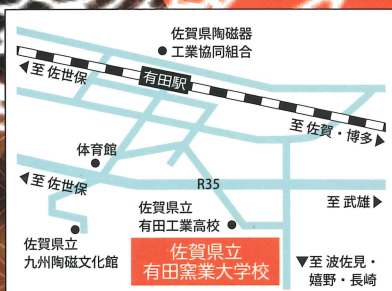 佐賀県陶磁器
工業協同組合
有田駅
◀至 佐世保
至 佐賀・博多▶
体育館
◀至 佐世保
R35
至 武雄▶
佐賀県立
有田工業高校
佐賀県立
九州陶磁文化館
佐賀県立
有田窯業大学校
▼至 波佐見・
嬉野・長崎